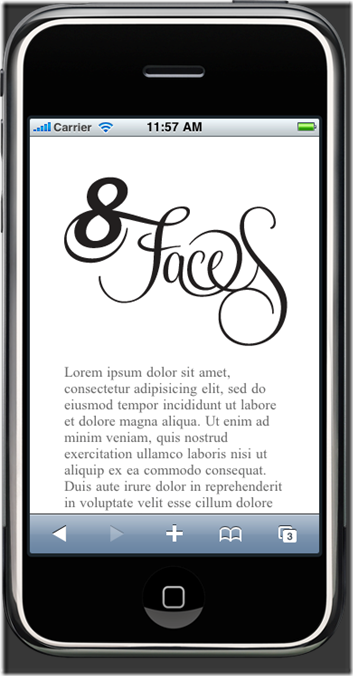 Carrier
11:57 AM
8 Faces
Lorem ipsum dolor sit amet,
consectetur adipisicing elit, sed do
eiusmod tempor incididunt ut labore
et dolore magna aliqua. Ut enim ad
minim veniam, quis nostrud
exercitation ullamco laboris nisi ut
aliquip ex ea commodo consequat.
Duis aute irure dolor in reprehenderit
in voluptate velit esse cillum dolore
3